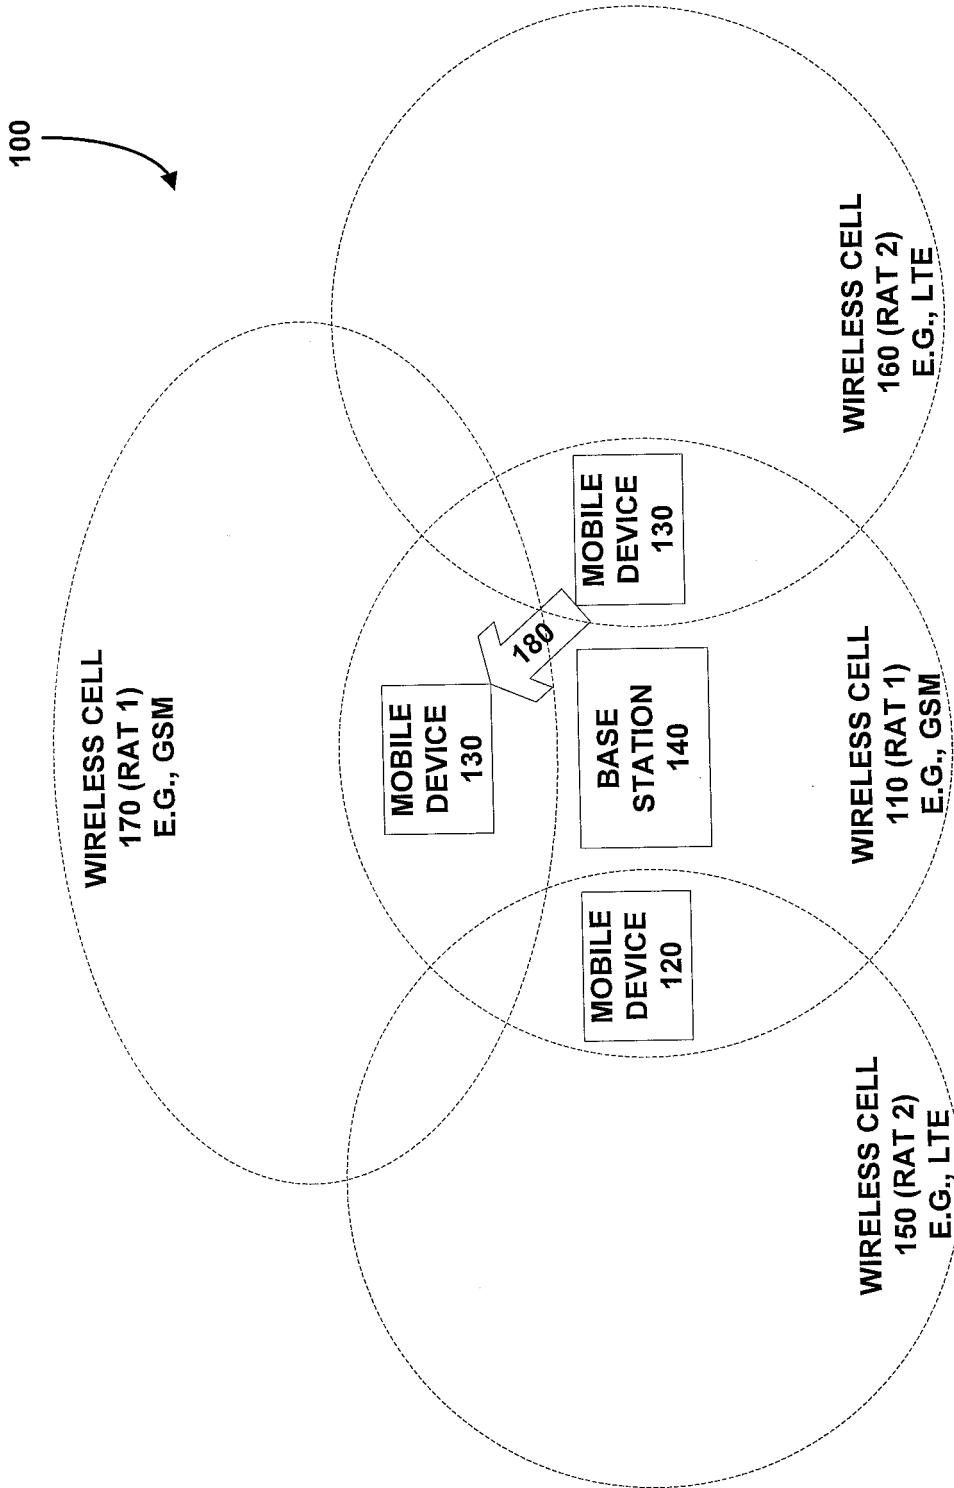 100
WIRELESS CELL
170 (RAT 1)
E.G., GSM
MOBILE
DEVICE
130
180
MOBILE
DEVICE
120
BASE
STATION
140
MOBILE
DEVICE
130
WIRELESS CELL
150 (RAT 2)
E.G., LTE
WIRELESS CELL
110 (RAT 1)
E.G., GSM
WIRELESS CELL
160 (RAT 2)
E.G., LTE